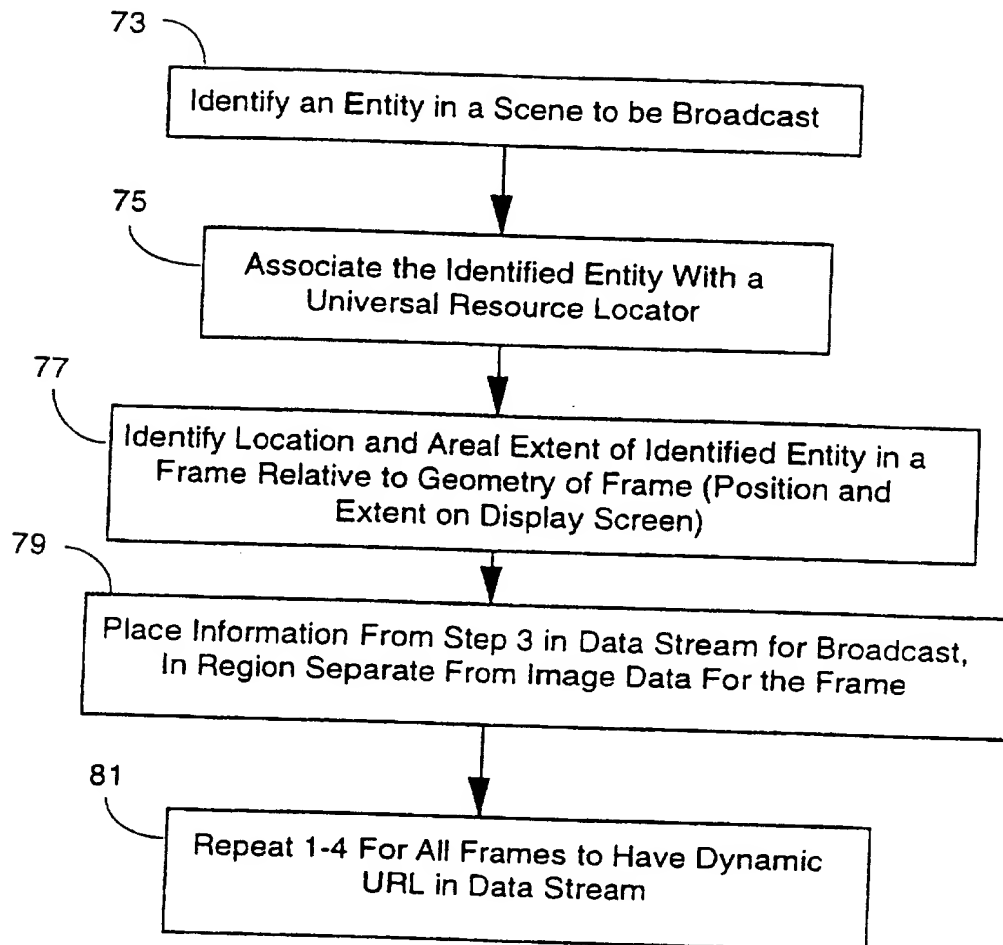 73
Identify an Entity in a Scene to be Broadcast
75
Associate the Identified Entity With a
Universal Resource Locator
77
Identify Location and Areal Extent of Identified Entity in a
Frame Relative to Geometry of Frame (Position and
Extent on Display Screen)
79
Place Information From Step 3 in Data Stream for Broadcast,
In Region Separate From Image Data For the Frame
81
Repeat 1-4 For All Frames to Have Dynamic
URL in Data Stream